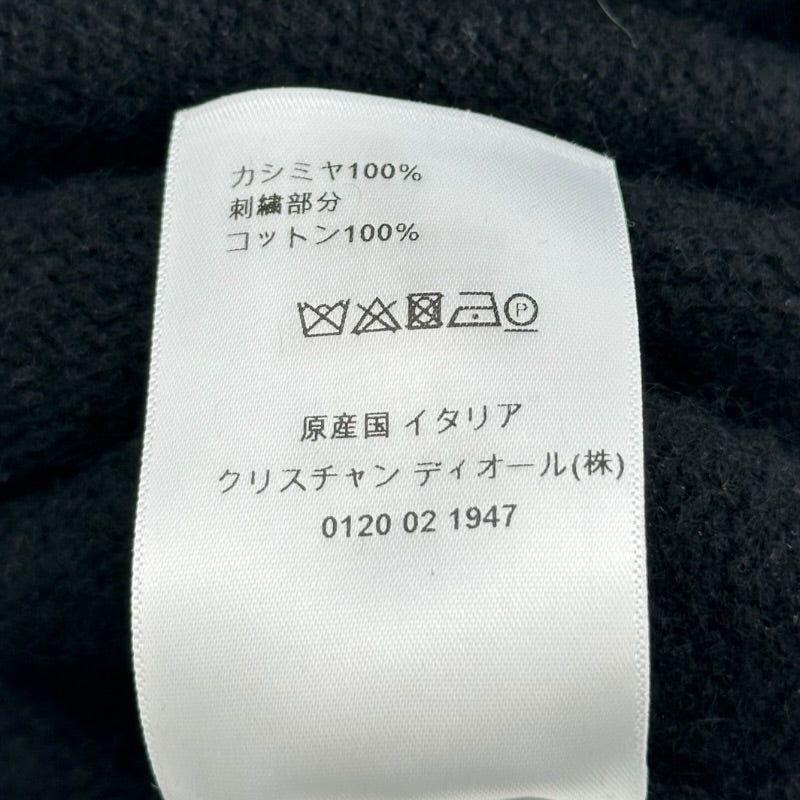 カシミヤ100%
刺繍部分
コットン100%
P
原産国 イタリア
クリスチャン ディオール(株)
0120 02 1947